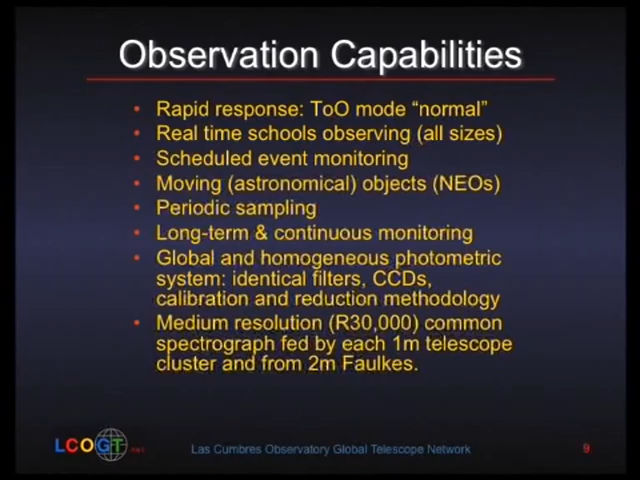 Observation Capabilities
• Rapid response: ToO mode “normal”
• Real time schools observing (all sizes)
• Scheduled event monitoring
• Moving (astronomical) objects (NEOs)
• Periodic sampling
• Long-term & continuous monitoring
• Global and homogeneous photometric
system: identical filters, CCDs,
calibration and reduction methodology
• Medium resolution (R30,000) common
spectrograph fed by each 1m telescope
cluster and from 2m Faulkes.
LCOGT
Las Cumbres Observatory Global Telescope Network
9